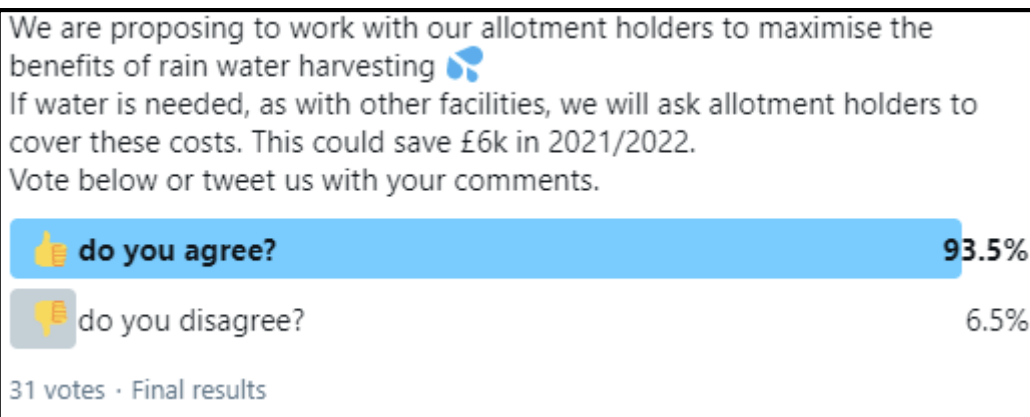 We are proposing to work with our allotment holders to maximise the
benefits of rain water harvesting 💦
If water is needed, as with other facilities, we will ask allotment holders to
cover these costs. This could save £6k in 2021/2022.
Vote below or tweet us with your comments.
👍 do you agree? 93.5%
👎 do you disagree? 6.5%
31 votes · Final results